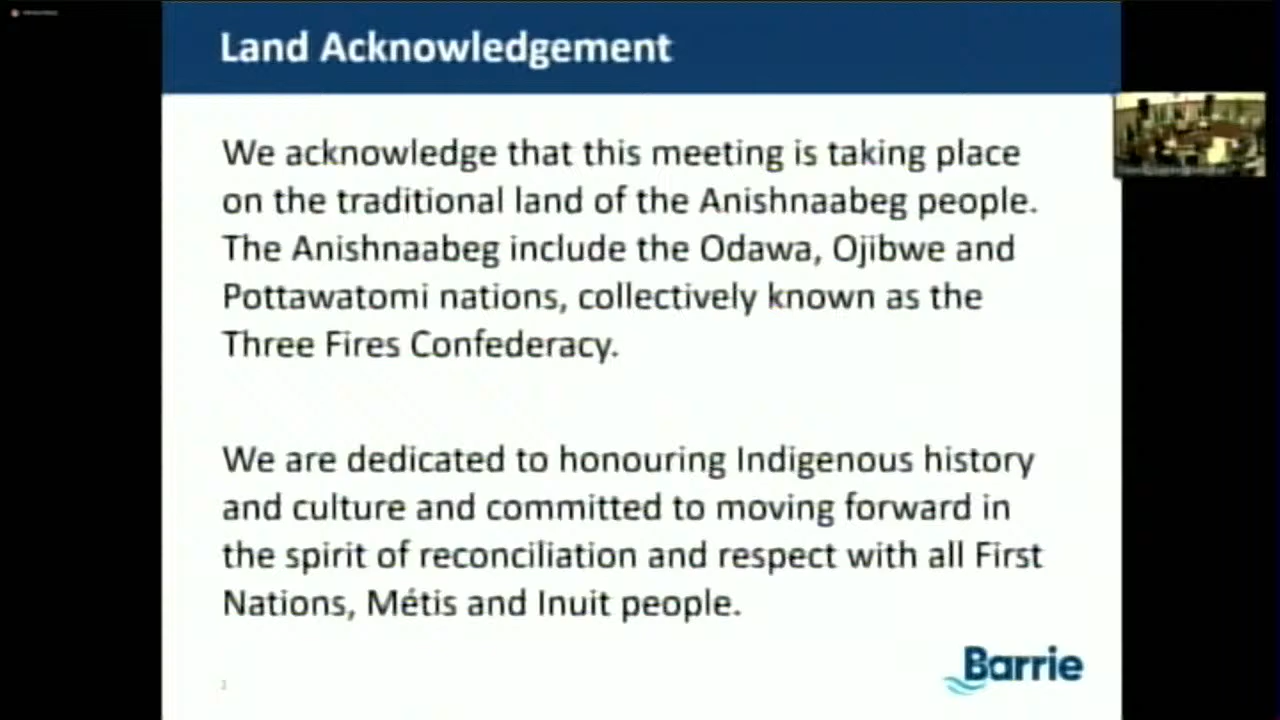 Land Acknowledgement
We acknowledge that this meeting is taking place
on the traditional land of the Anishnaabeg people.
The Anishnaabeg include the Odawa, Ojibwe and
Pottawatomi nations, collectively known as the
Three Fires Confederacy.
We are dedicated to honouring Indigenous history
and culture and committed to moving forward in
the spirit of reconciliation and respect with all First
Nations, Métis and Inuit people.
Barrie